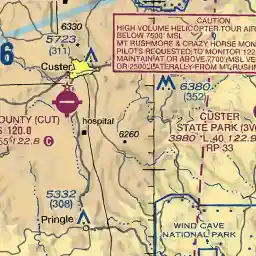 CAUTION
HIGH VOLUME HELICOPTER TOUR AIR
BELOW 7500' MSL
MT RUSHMORE & CRAZY HORSE MON
PILOTS REQUESTED TO MONITOR 122
MAINTAIN AT OR ABOVE 7700' MSL VE
OR 2500' LATERALLY FROM MT RUSHM
6330
5723
(311)
6
Custer
6380
(352)
OUNTY (CUT)
S 120.0
55 122.8 C
hospital
6260
CUSTER
STATE PARK (3V
3980 L 40 122.9
RP 33
5332
(308)
Pringle
WIND CAVE
NATIONAL PARK